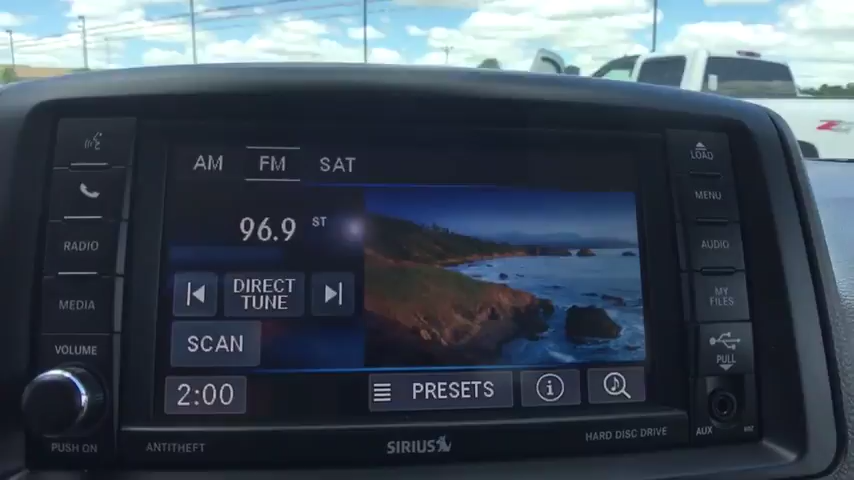 AM FM SAT
96.9 ST
DIRECT
TUNE
SCAN
2:00
PRESETS
RADIO
MEDIA
VOLUME
PUSH ON
ANTITHEFT
SIRIUS
HARD DISC DRIVE
LOAD
MENU
AUDIO
MY
FILES
PULL
AUX